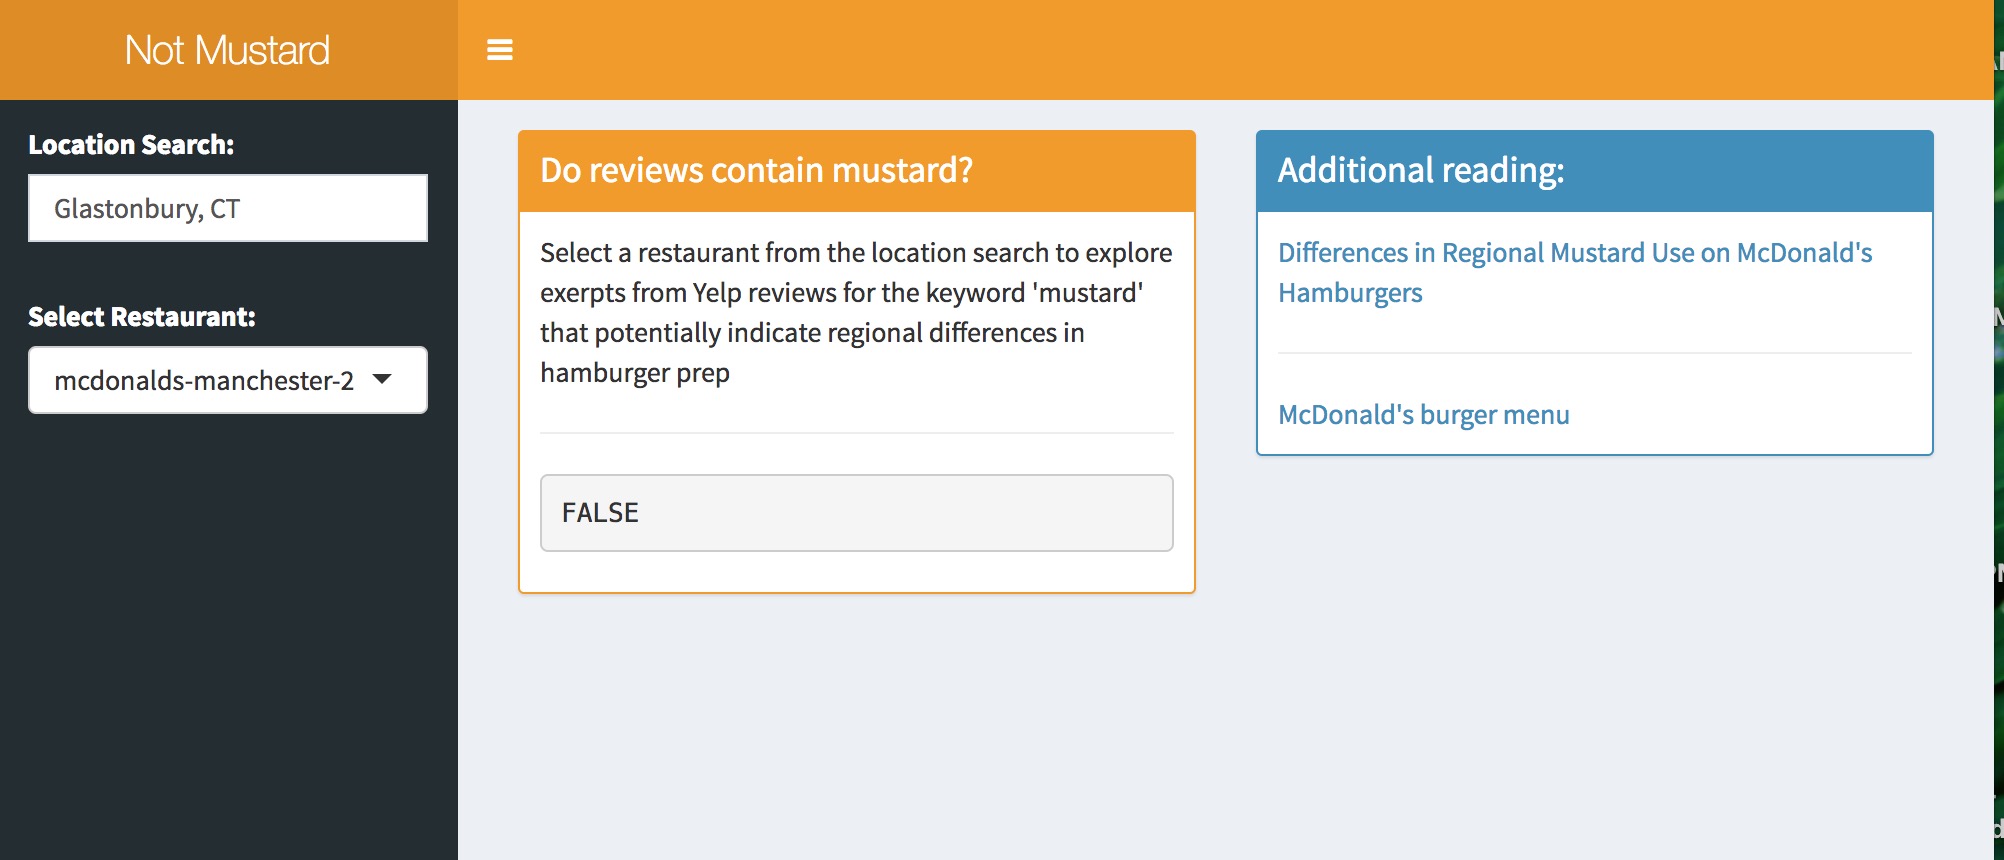 Not Mustard
Location Search:
Glastonbury, CT
Select Restaurant:
mcdonalds-manchester-2
Do reviews contain mustard?
Select a restaurant from the location search to explore
exerpts from Yelp reviews for the keyword 'mustard'
that potentially indicate regional differences in
hamburger prep
FALSE
Additional reading:
Differences in Regional Mustard Use on McDonald's
Hamburgers
McDonald's burger menu